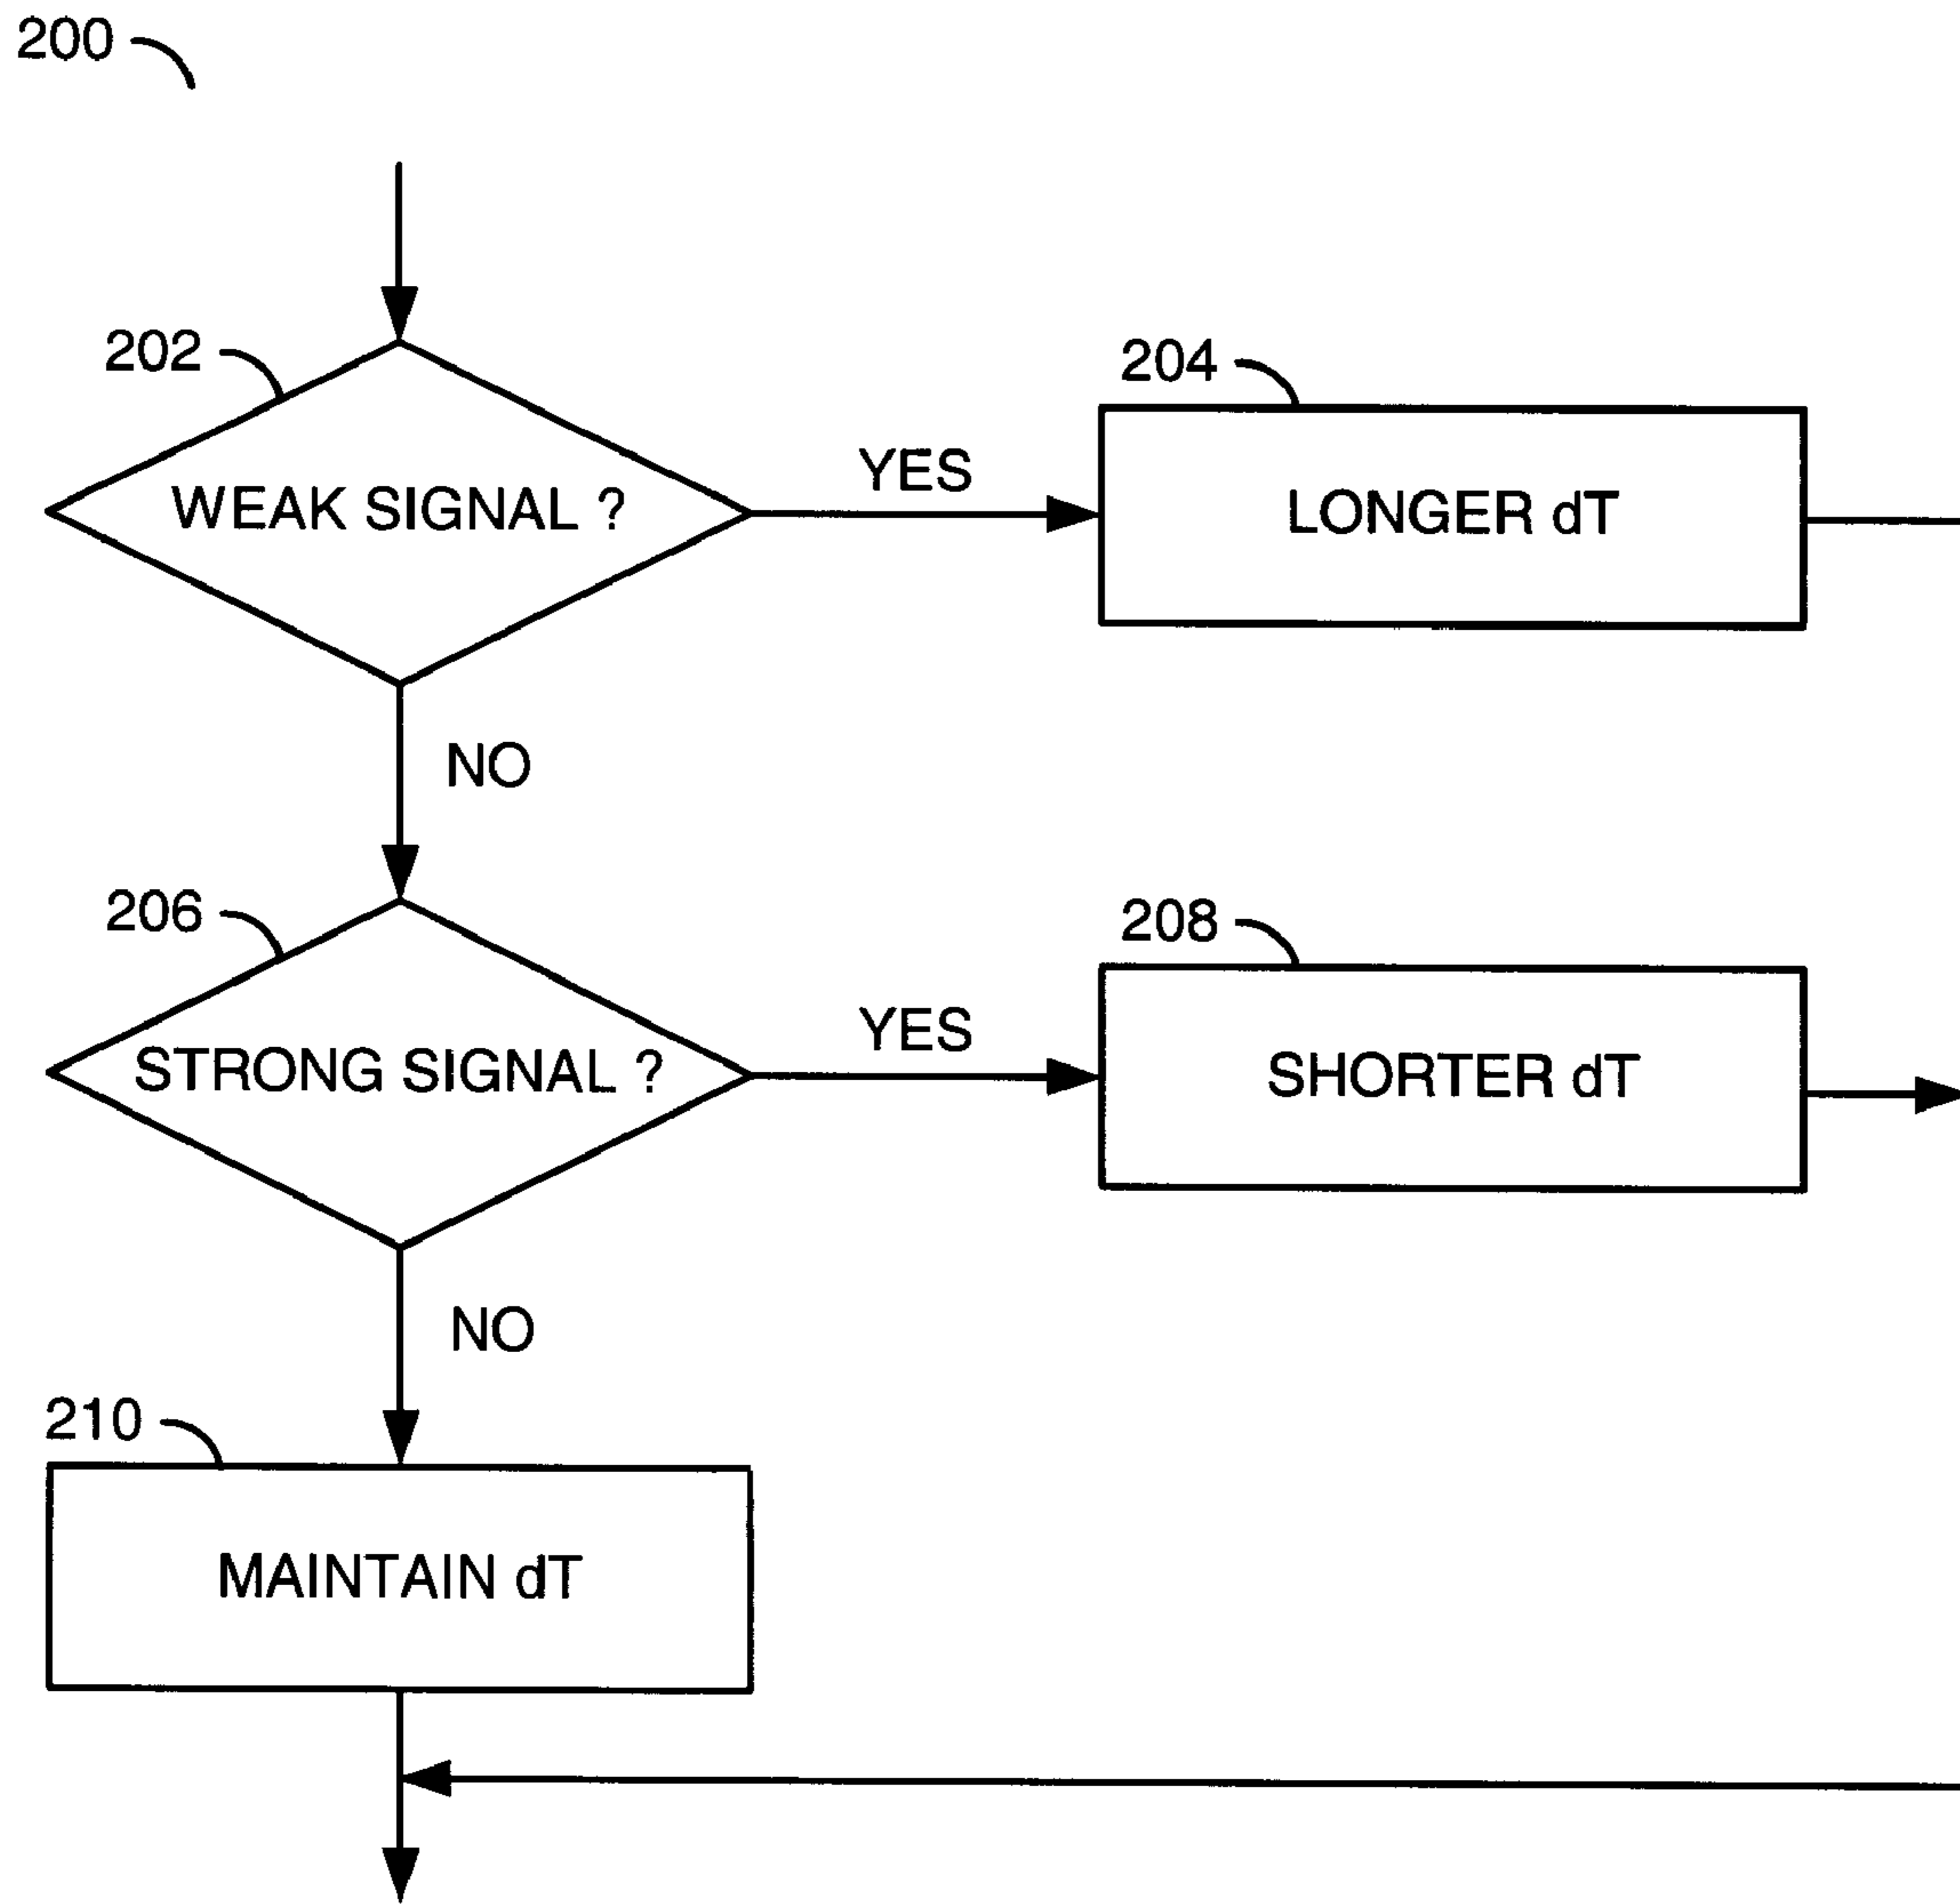 200
202
WEAK SIGNAL ?
YES
204
LONGER dT
NO
206
STRONG SIGNAL ?
YES
208
SHORTER dT
NO
210
MAINTAIN dT